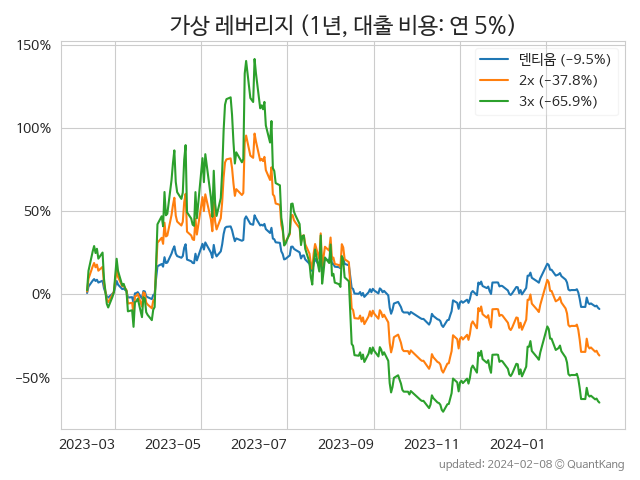 가상 레버리지 (1년, 대출 비용: 연 5%)
150%
100%
50%
0%
−50%
덴티움 (−9.5%)
2x (−37.8%)
3x (−65.9%)
2023-03 2023-05 2023-07 2023-09 2023-11 2024-01
updated: 2024-02-08 © QuantKang